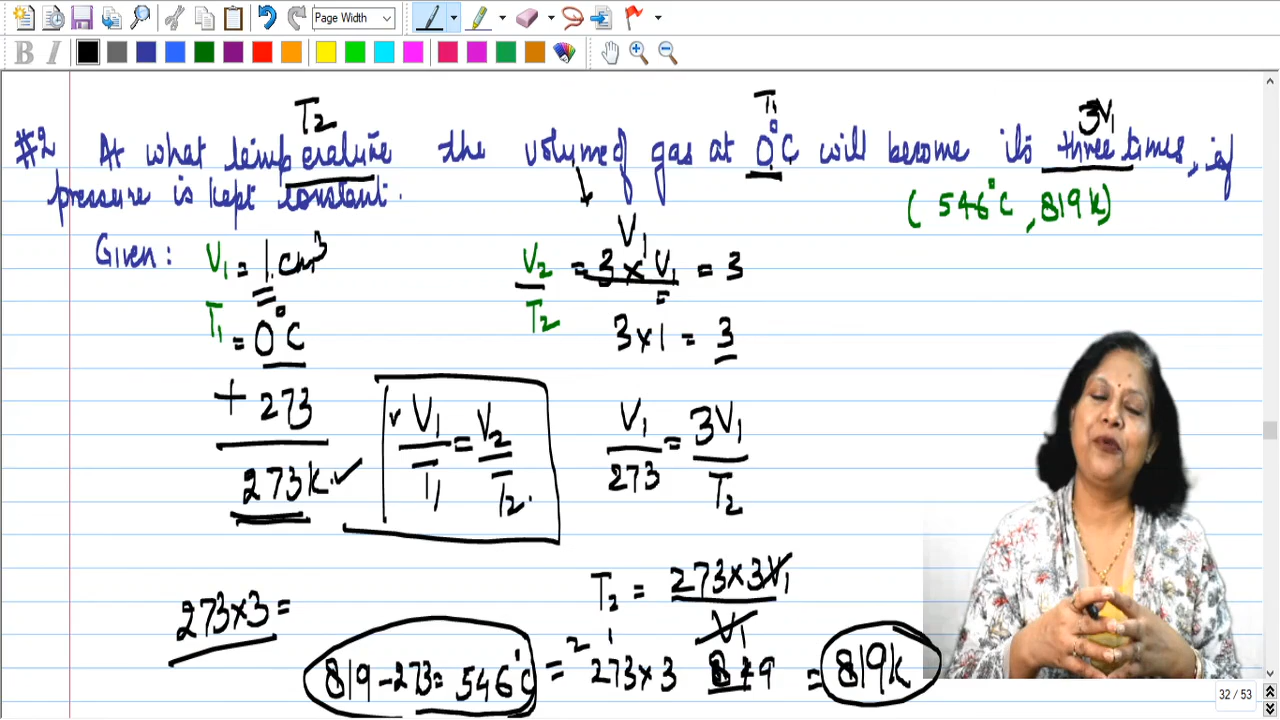 Page Width
B I
T2 T1 3V1
#2 At what temperature the volume of gas at 0°C will become its three times, if
pressure is kept constant.
(546°C, 819K)
Given: V1 = 1 cm³
T1 = 0°C
+ 273
273K.
V1
V2 = 3 × V1 = 3
T2 3 × 1 = 3
V1/T1 = V2/T2.
V1/273 = 3V1/T2
T2 = 273×3V1/V1
273×3 =
819 - 273 = 546°C = 273×3 = 819K
32 / 53